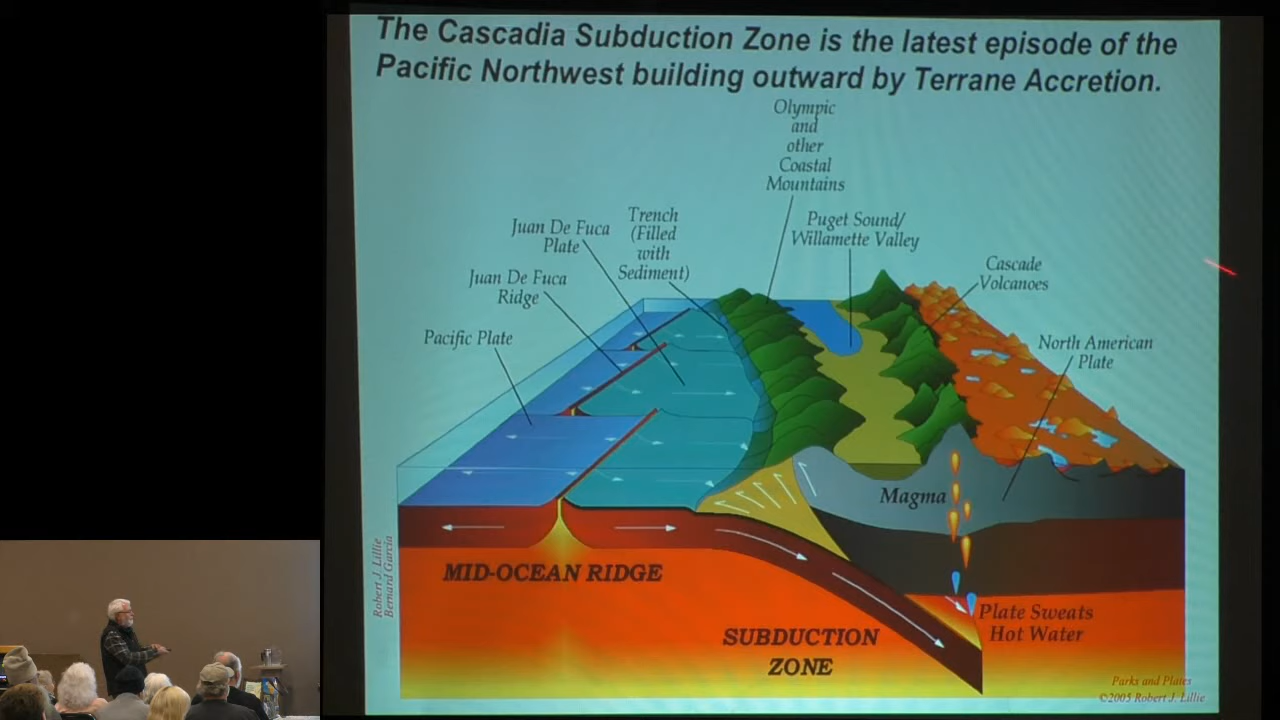 The Cascadia Subduction Zone is the latest episode of the
Pacific Northwest building outward by Terrane Accretion.
Olympic
and
other
Coastal
Mountains
Trench
(Filled
with
Sediment)
Juan De Fuca
Plate
Puget Sound/
Willamette Valley
Juan De Fuca
Ridge
Cascade
Volcanoes
Pacific Plate
North American
Plate
Magma
MID-OCEAN RIDGE
Plate Sweats
Hot Water
SUBDUCTION
ZONE
Robert J. Lillie
Bernard Garcia
Parks and Plates
©2005 Robert J. Lillie